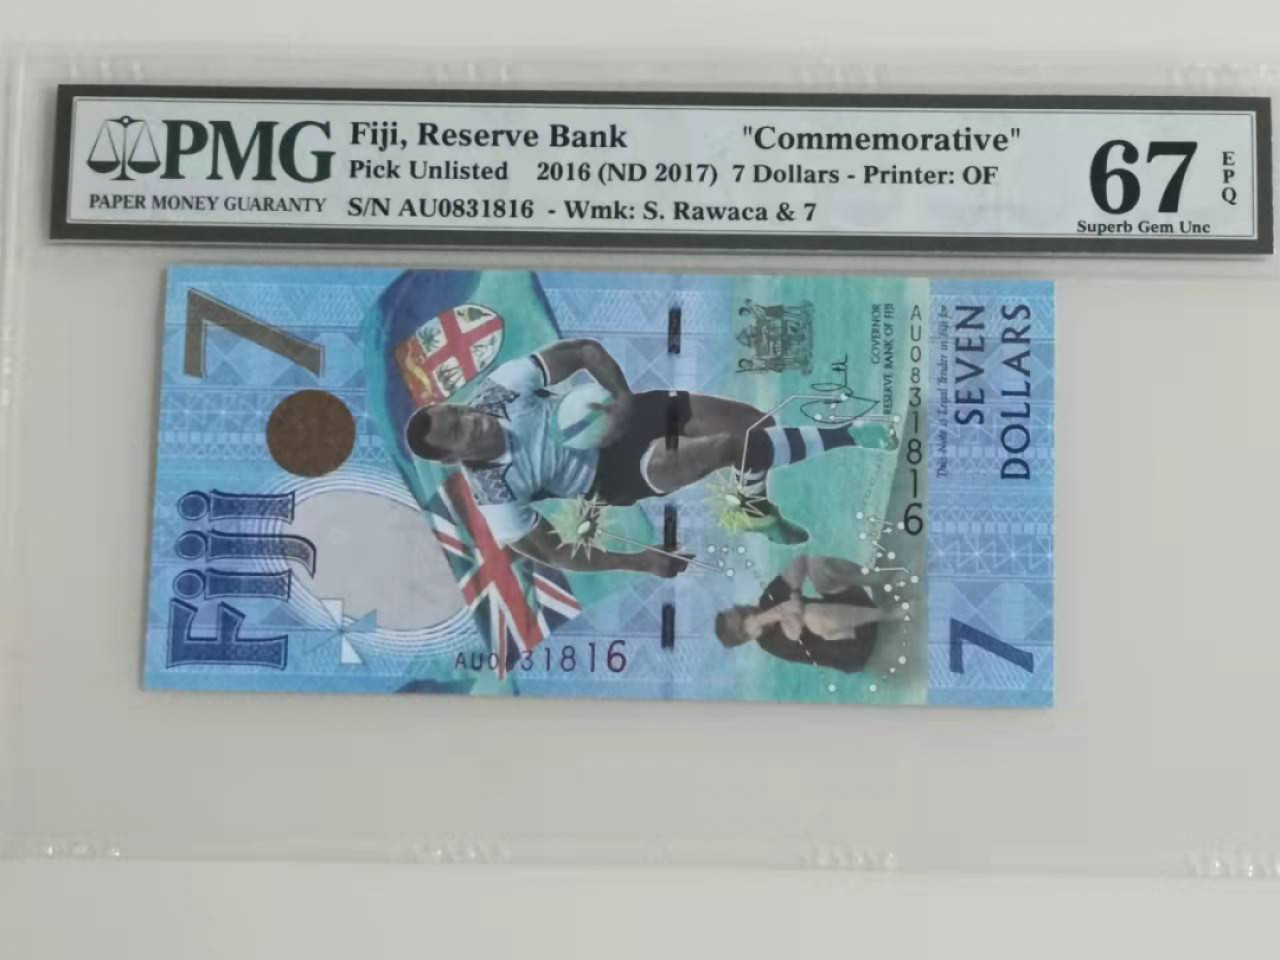 PMG
PAPER MONEY GUARANTY
Fiji, Reserve Bank "Commemorative"
Pick Unlisted 2016 (ND 2017) 7 Dollars - Printer: OF
S/N AU0831816 - Wmk: S. Rawaca & 7
67
EPQ
Superb Gem Unc
7
Fiji
AU0831816
GOVERNOR
RESERVE BANK OF FIJI
AU0831816
This Note is Legal Tender in Fiji for
SEVEN
DOLLARS
7